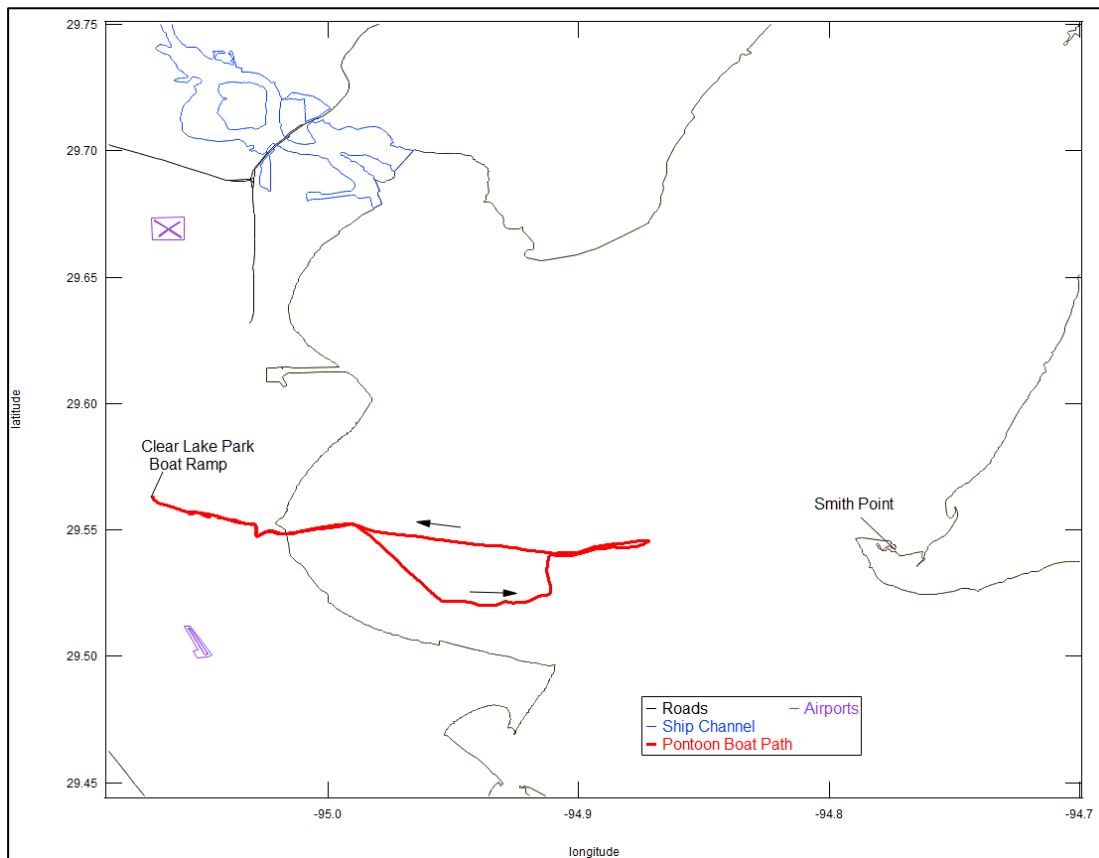 29.75
29.70
29.65
29.60
latitude
Clear Lake Park
Boat Ramp
Smith Point
29.55
29.50
Roads
Airports
Ship Channel
Pontoon Boat Path
29.45
-95.0
-94.9
-94.8
-94.7
longitude